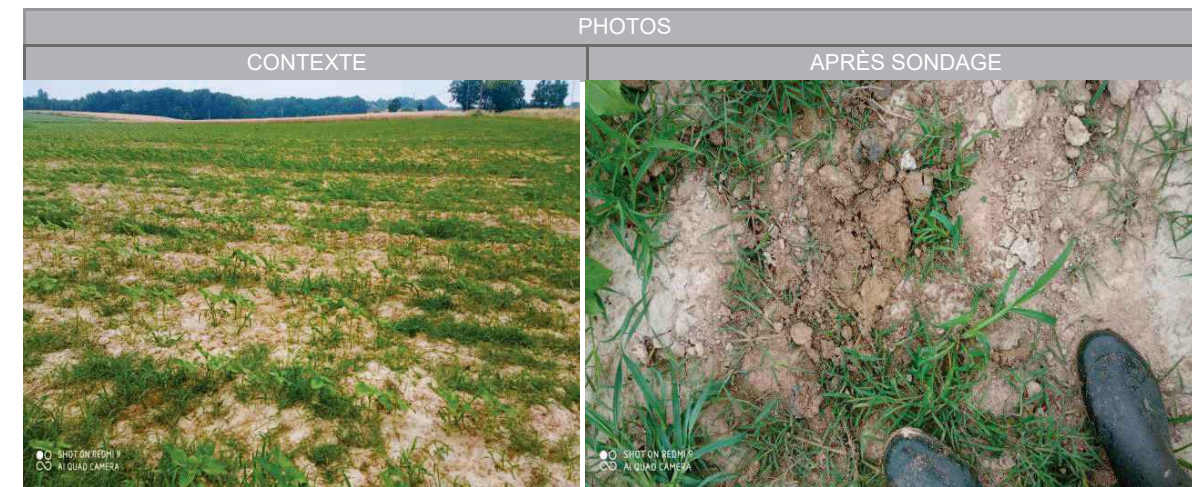 PHOTOS
CONTEXTE
APRÈS SONDAGE
SHOT ON REDMI 9
AI QUAD CAMERA
SHOT ON REDMI 9
AI QUAD CAMERA